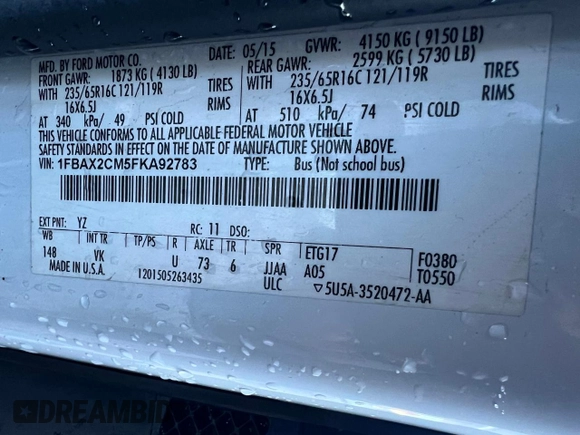 MFD. BY FORD MOTOR CO. DATE: 05/15 GVWR: 4150 KG ( 9150 LB)
FRONT GAWR: 1873 KG ( 4130 LB) REAR GAWR: 2599 KG ( 5730 LB)
WITH 235/65R16C 121/119R TIRES WITH 235/65R16C 121/119R TIRES
16X6.5J RIMS 16X6.5J RIMS
AT 340 kPa/ 49 PSI COLD AT 510 kPa/ 74 PSI COLD
THIS VEHICLE CONFORMS TO ALL APPLICABLE FEDERAL MOTOR VEHICLE
SAFETY STANDARDS IN EFFECT ON THE DATE OF MANUFACTURE SHOWN ABOVE.
VIN: 1FBAX2CM5FKA92783 TYPE: Bus (Not School Bus)
EXT PNT: YZ RC: 11 DSO:
WB INT TR TP/PS R AXLE TR SPR ETG17
148 VK U 73 6 JJAA A05 F0380
MADE IN U.S.A. I201505263435 ULC ▽5U5A-3520472-AA T0550
DREAMBID